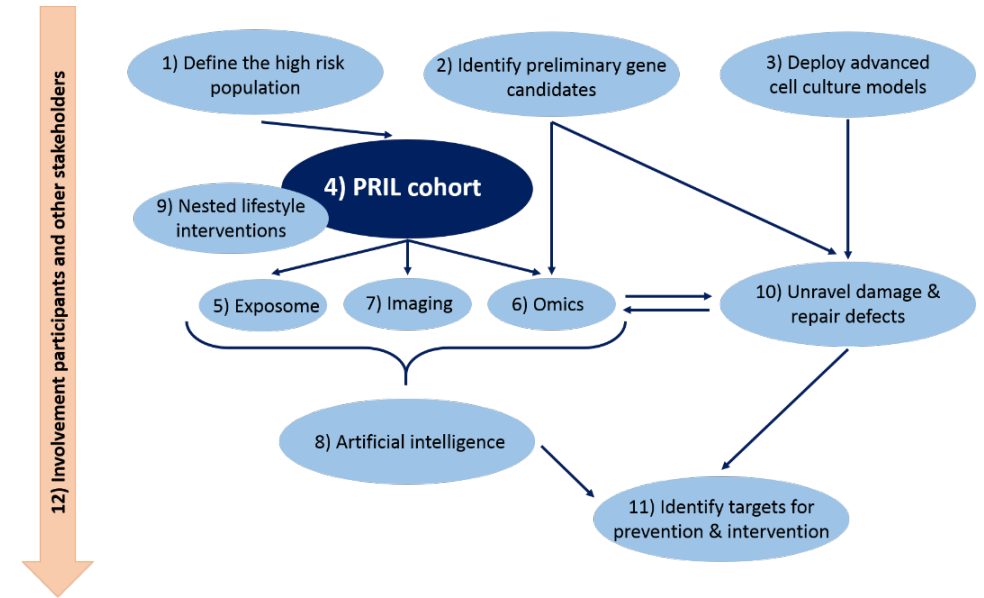 12) Involvement participants and other stakeholders
1) Define the high risk
population
2) Identify preliminary gene
candidates
3) Deploy advanced
cell culture models
4) PRIL cohort
9) Nested lifestyle
interventions
5) Exposome
7) Imaging
6) Omics
10) Unravel damage &
repair defects
8) Artificial intelligence
11) Identify targets for
prevention & intervention